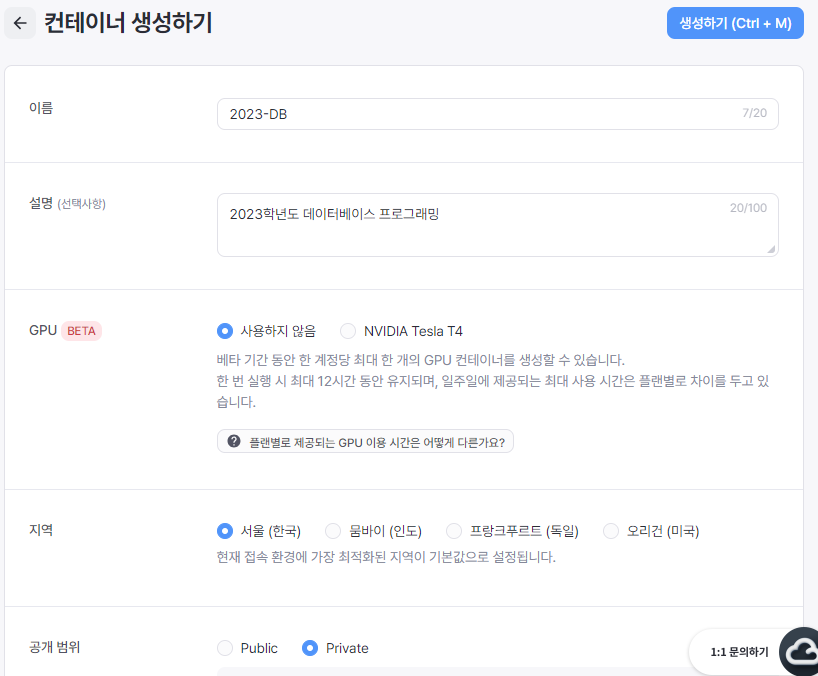 컨테이너 생성하기
생성하기 (Ctrl + M)
이름
2023-DB
7/20
설명 (선택사항)
2023학년도 데이터베이스 프로그래밍
20/100
GPU BETA
사용하지 않음
NVIDIA Tesla T4
베타 기간 동안 한 계정당 최대 한 개의 GPU 컨테이너를 생성할 수 있습니다.
한 번 실행 시 최대 12시간 동안 유지되며, 일주일에 제공되는 최대 사용 시간은 플랜별로 차이를 두고 있
습니다.
플랜별로 제공되는 GPU 이용 시간은 어떻게 다른가요?
지역
서울 (한국)
뭄바이 (인도)
프랑크푸르트 (독일)
오리건 (미국)
현재 접속 환경에 가장 최적화된 지역이 기본값으로 설정됩니다.
공개 범위
Public
Private
1:1 문의하기